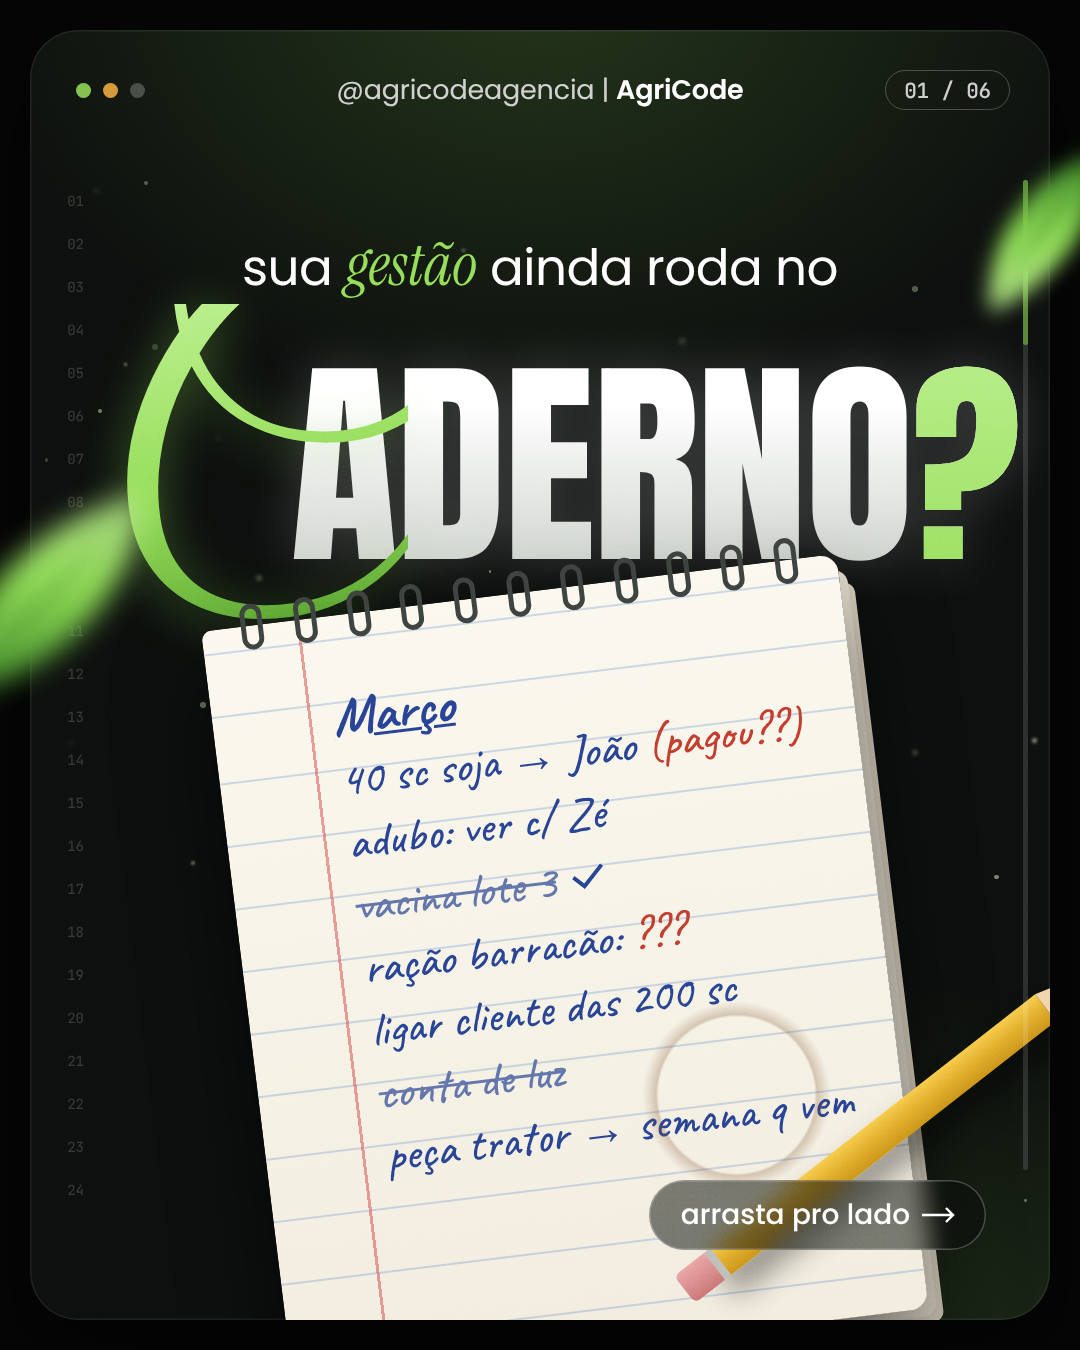 @agricodeagencia | AgriCode
01 / 06
sua gestão ainda roda no
CADERNO?
01
02
03
04
05
06
07
08
11
12
13
14
15
16
17
18
19
20
21
22
23
24
Março
40 sc soja → João (pagou??)
adubo: ver c/ Zé
vacina lote 3 ✓
ração barracão: ???
ligar cliente das 200 sc
conta de luz
peça trator → semana q vem
arrasta pro lado →